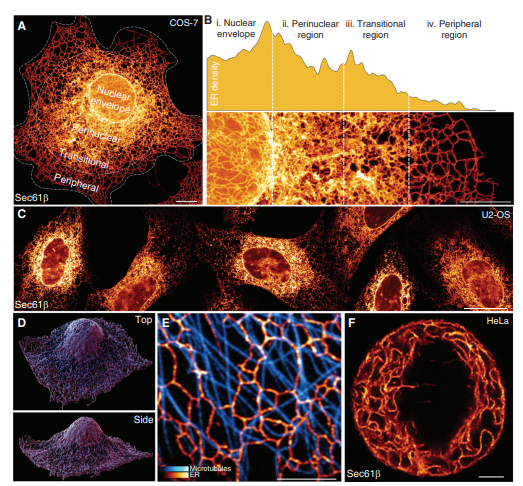 A
COS-7
Nuclear
envelope
Perinuclear
Transitional
Peripheral
Sec61β
B
i. Nuclear
envelope
ii. Perinuclear
region
iii. Transitional
region
iv. Peripheral
region
ER density
C
U2-OS
Sec61β
D
Top
Side
E
Microtubules
ER
F
HeLa
Sec61β